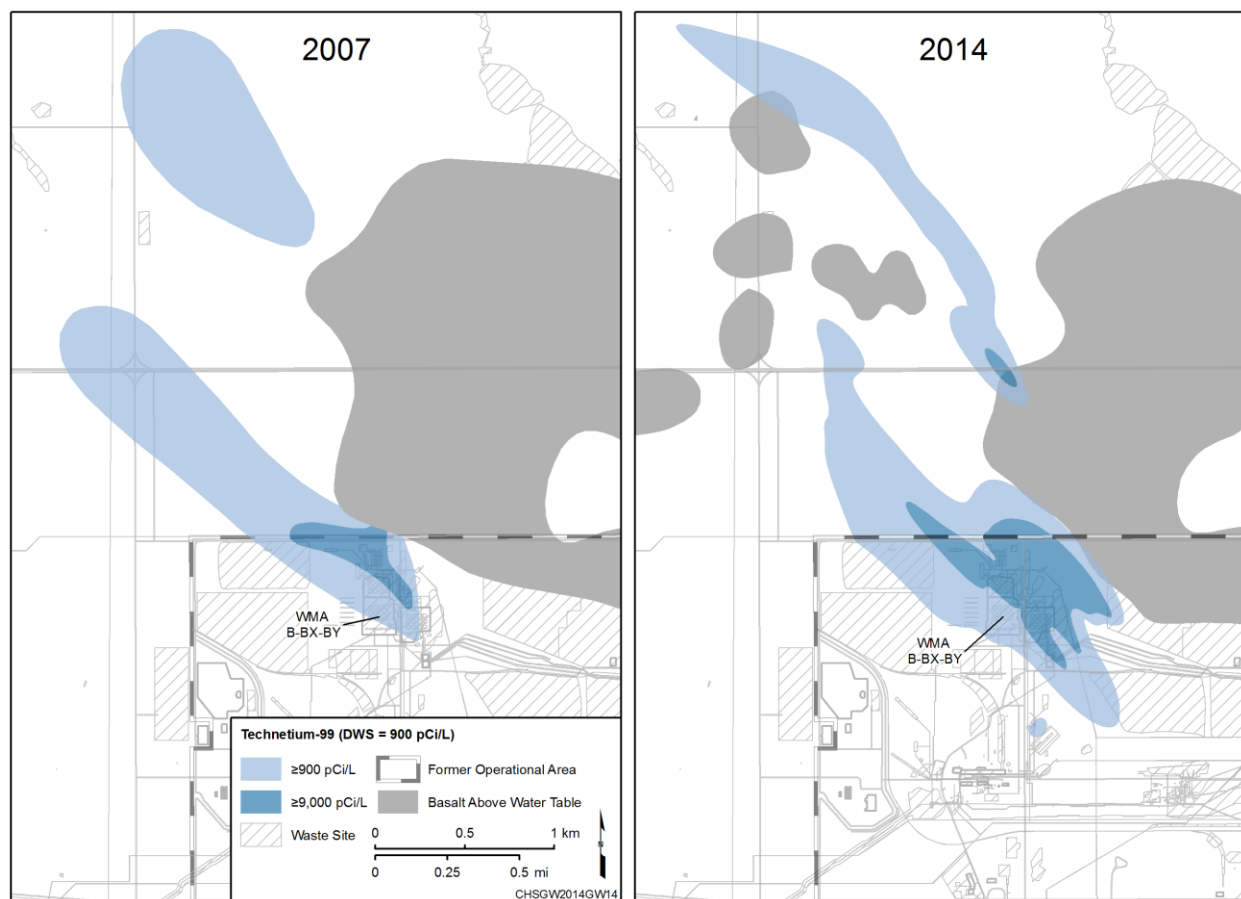 2007
2014
WMA
B-BX-BY
WMA
B-BX-BY
Technetium-99 (DWS = 900 pCi/L)
≥900 pCi/L
Former Operational Area
≥9,000 pCi/L
Basalt Above Water Table
Waste Site
0 0.5 1 km
0 0.25 0.5 mi
N
CHSGW2014GW14